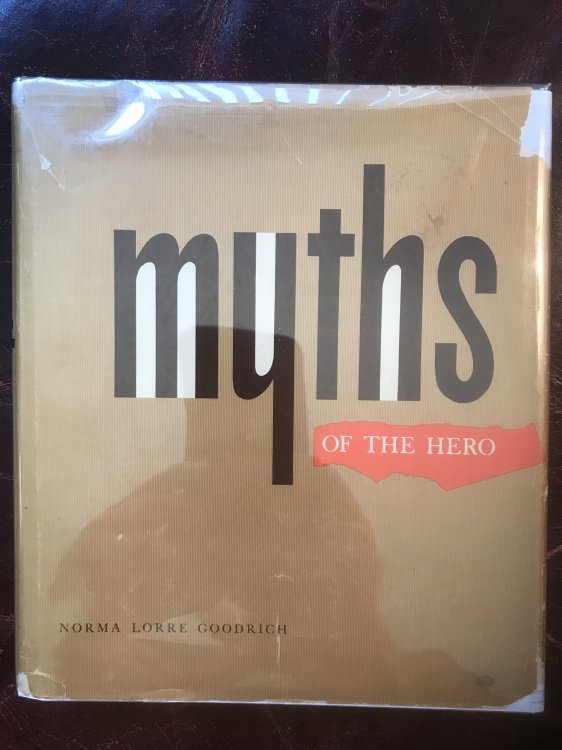 myths
OF THE HERO
NORMA LORRE GOODRICH